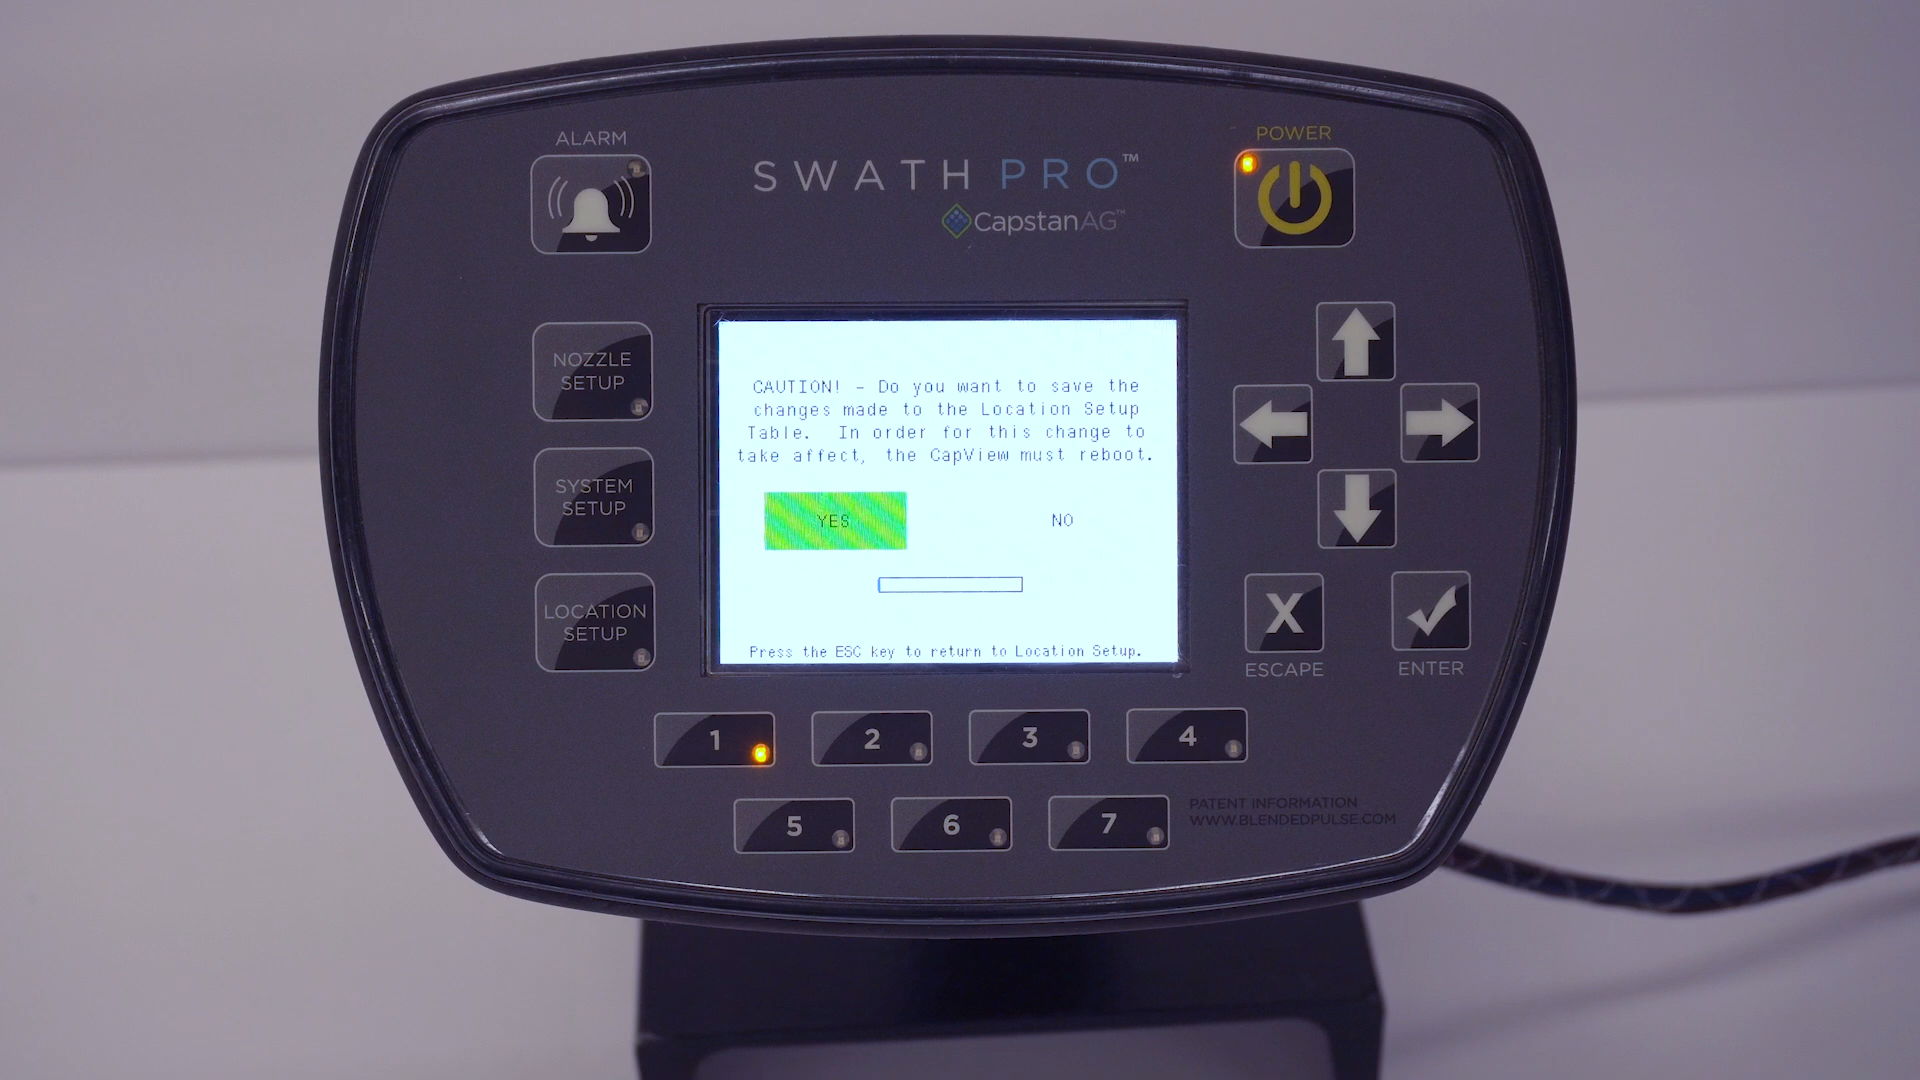 ALARM
POWER
SWATH PRO™
CapstanAG™
NOZZLE
SETUP
SYSTEM
SETUP
LOCATION
SETUP
CAUTION! - Do you want to save the
changes made to the Location Setup
Table. In order for this change to
take affect, the CapView must reboot.
YES
NO
Press the ESC key to return to Location Setup.
X
ESCAPE
ENTER
1
2
3
4
5
6
7
PATENT INFORMATION
WWW.BLENDEDPULSE.COM